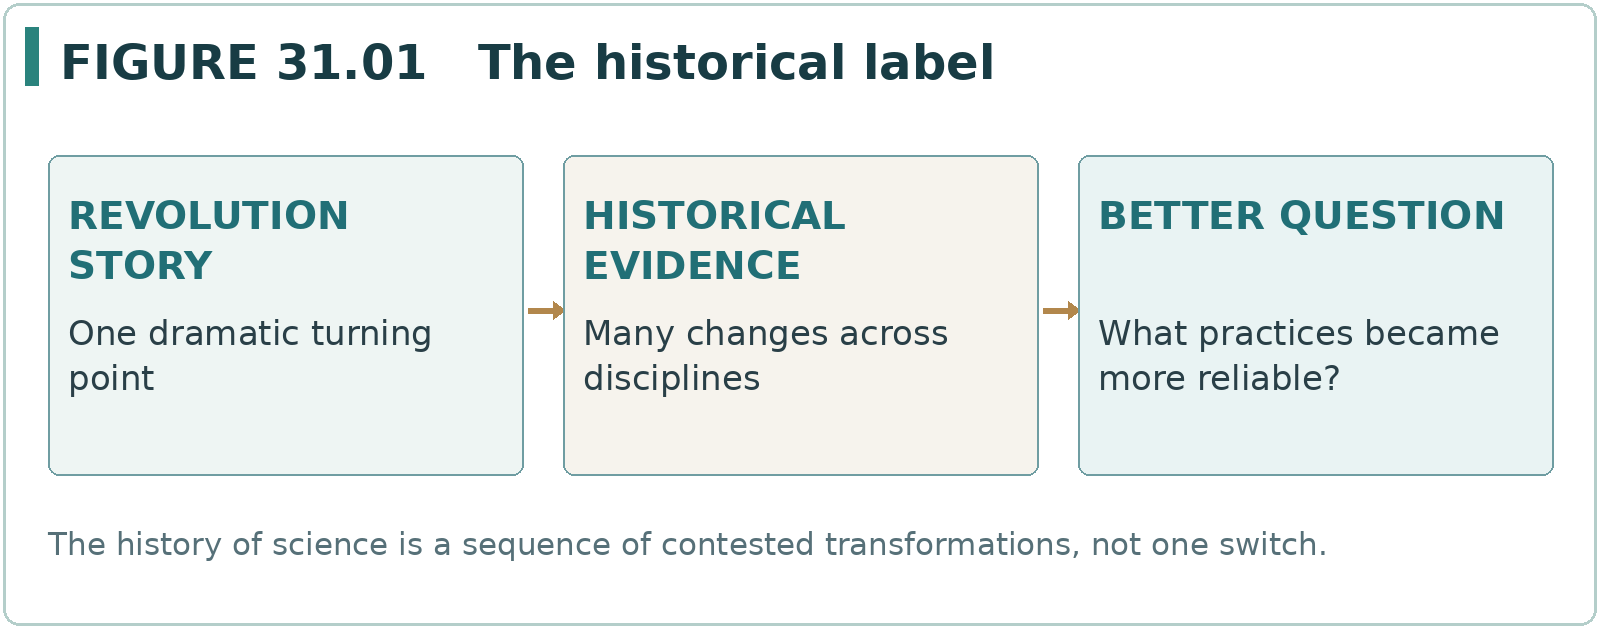 FIGURE 31.01 The historical label
REVOLUTION
STORY
One dramatic turning
point
HISTORICAL
EVIDENCE
Many changes across
disciplines
BETTER QUESTION
What practices became
more reliable?
The history of science is a sequence of contested transformations, not one switch.